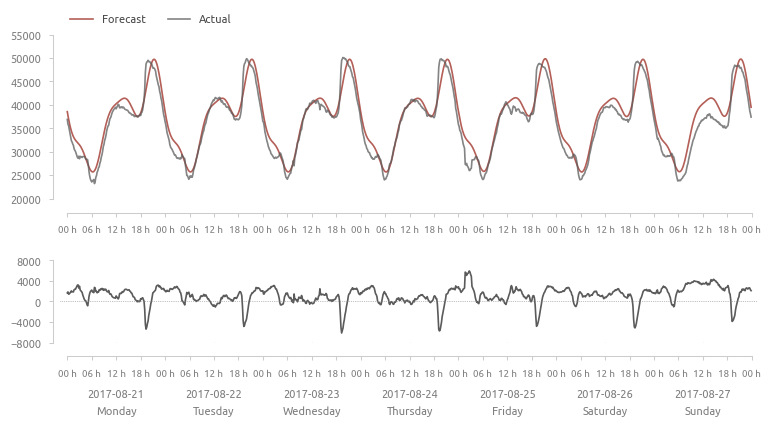 Forecast Actual
55000
50000
45000
40000
35000
30000
25000
20000
00 h 06 h 12 h 18 h 00 h 06 h 12 h 18 h 00 h 06 h 12 h 18 h 00 h 06 h 12 h 18 h 00 h 06 h 12 h 18 h 00 h 06 h 12 h 18 h 00 h 06 h 12 h 18 h 00 h
8000
4000
0
−4000
−8000
00 h 06 h 12 h 18 h 00 h 06 h 12 h 18 h 00 h 06 h 12 h 18 h 00 h 06 h 12 h 18 h 00 h 06 h 12 h 18 h 00 h 06 h 12 h 18 h 00 h 06 h 12 h 18 h 00 h
2017-08-21 2017-08-22 2017-08-23 2017-08-24 2017-08-25 2017-08-26 2017-08-27
Monday Tuesday Wednesday Thursday Friday Saturday Sunday